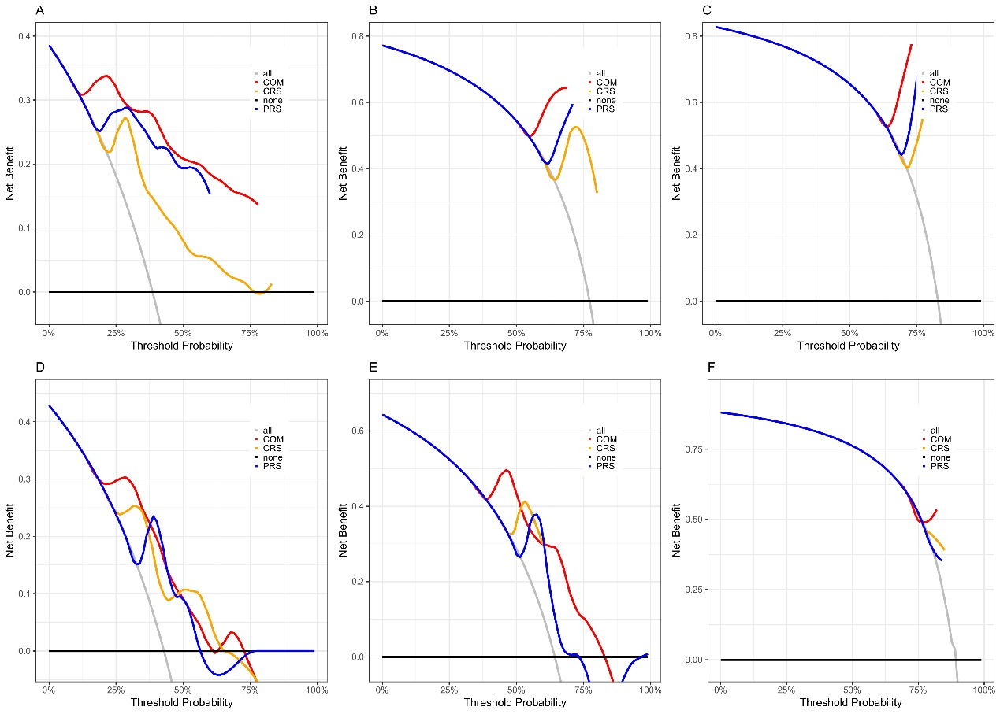 A
0.4
0.3
0.2
0.1
0.0
Net Benefit
all
COM
CRS
none
PRS
0% 25% 50% 75% 100%
Threshold Probability
B
0.8
0.6
0.4
0.2
0.0
Net Benefit
all
COM
CRS
none
PRS
0% 25% 50% 75% 100%
Threshold Probability
C
0.8
0.6
0.4
0.2
0.0
Net Benefit
all
COM
CRS
none
PRS
0% 25% 50% 75% 100%
Threshold Probability
D
0.4
0.3
0.2
0.1
0.0
Net Benefit
all
COM
CRS
none
PRS
0% 25% 50% 75% 100%
Threshold Probability
E
0.6
0.4
0.2
0.0
Net Benefit
all
COM
CRS
none
PRS
0% 25% 50% 75% 100%
Threshold Probability
F
0.75
0.50
0.25
0.00
Net Benefit
all
COM
CRS
none
PRS
0% 25% 50% 75% 100%
Threshold Probability